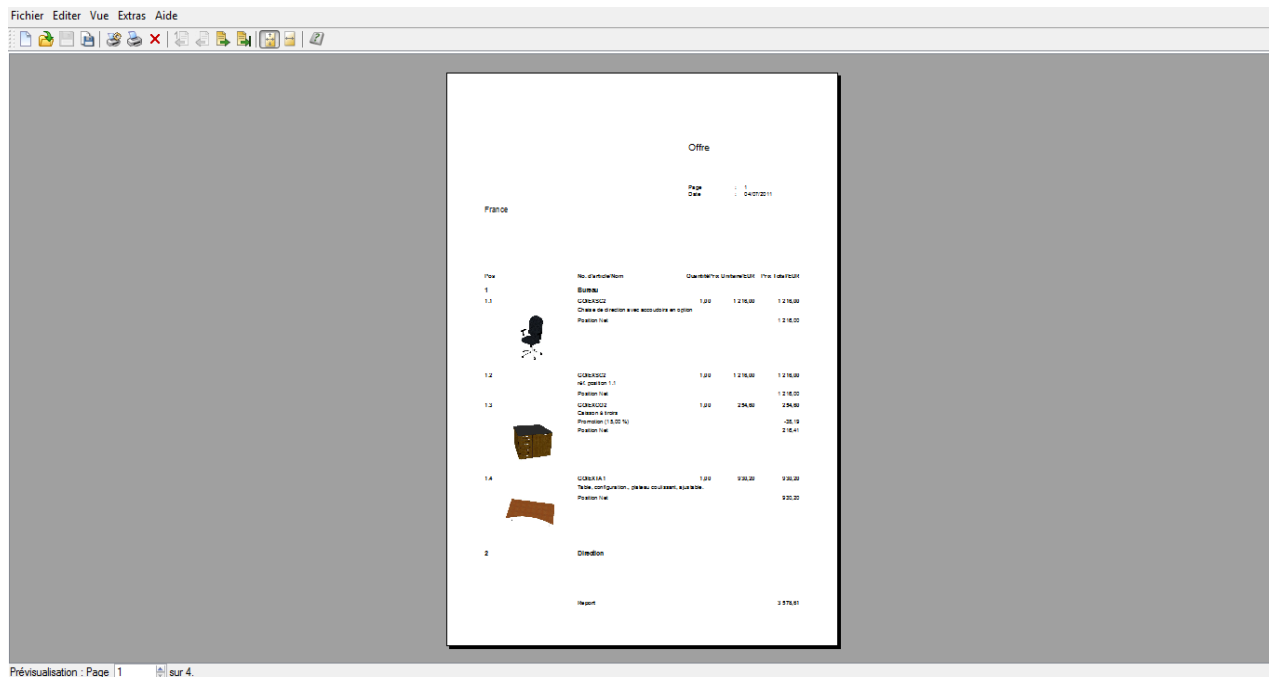 Fichier Editer Vue Extras Aide
Offre
Page : 1
Date : 04/07/2011
France
Pos No. d'article/Nom Quantité Prix Unitaire/EUR Prix Total/EUR
1 Bureau
1.1 1,00 1 216,00 1 216,00
Chaise de direction avec accoudoirs en option
Position Net 1 216,00
1.2 1,00 1 216,00 1 216,00
réf. position 1.1
Position Net 1 216,00
1.3 1,00 254,60 254,60
Caisson à tiroirs
Promotion (15,00 %) -38,19
Position Net 216,41
1.4 1,00 930,20 930,20
Table, configuration., plateau coulissant, ajustable.
Position Net 930,20
2 Direction
Report 3 578,61
Prévisualisation : Page 1 sur 4.